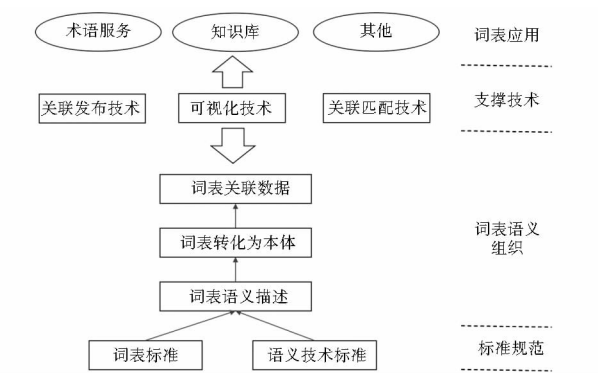 术语服务
知识库
其他
词表应用
关联发布技术
可视化技术
关联匹配技术
支撑技术
词表关联数据
词表转化为本体
词表语义
组织
词表语义描述
词表标准
语义技术标准
标准规范